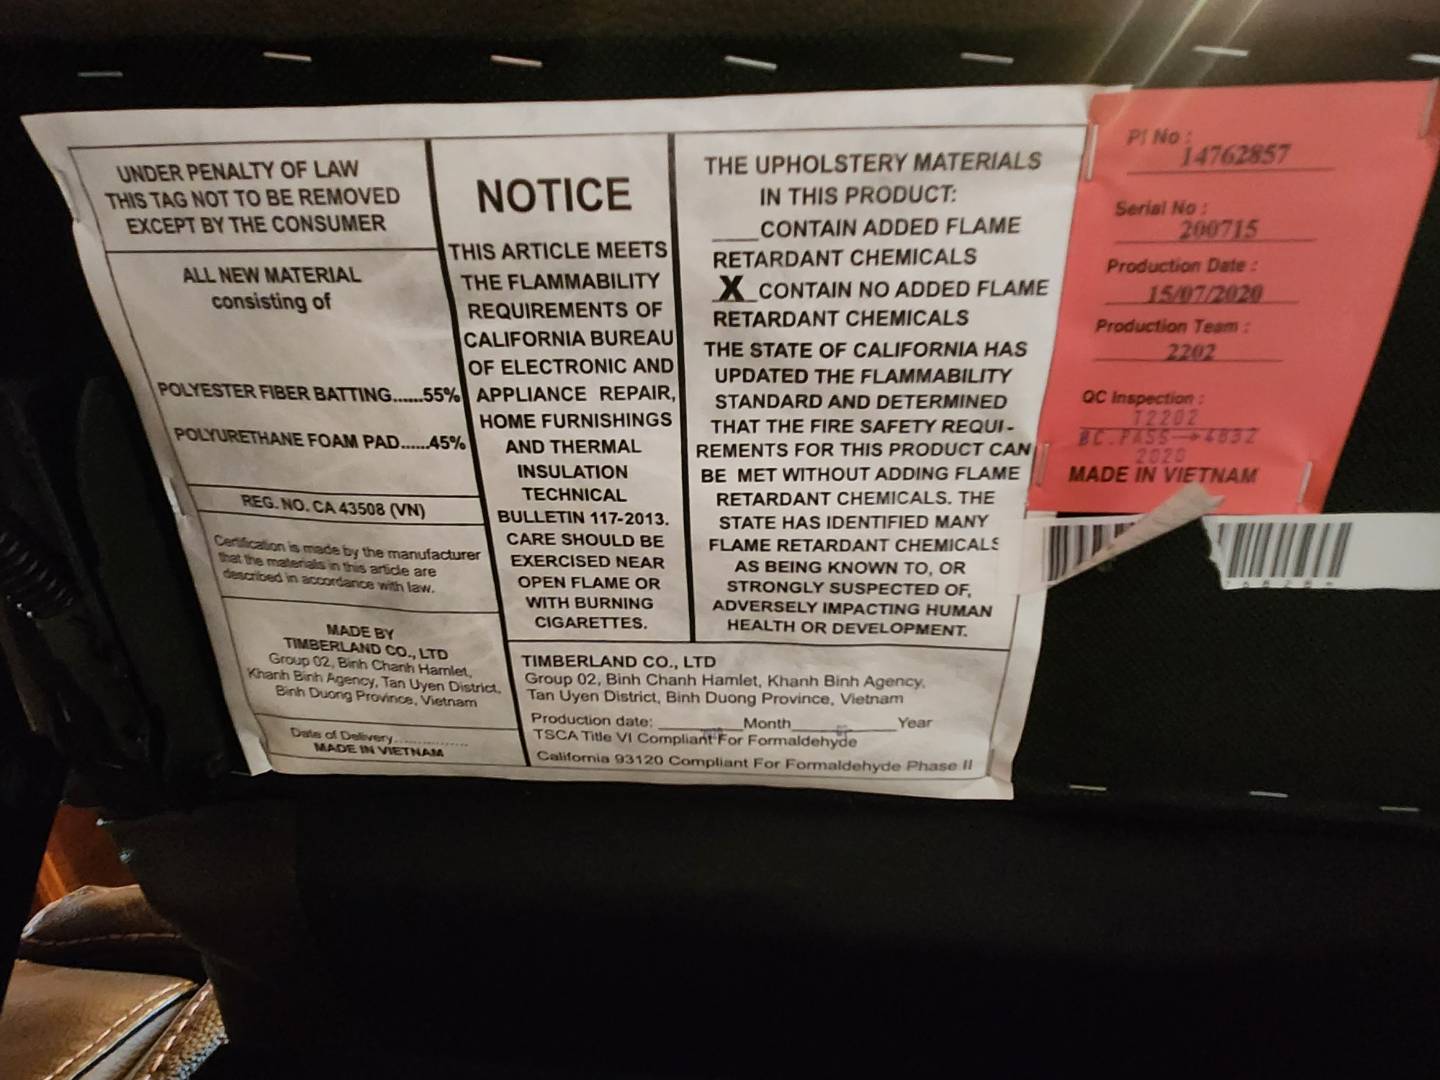 UNDER PENALTY OF LAW
THIS TAG NOT TO BE REMOVED
EXCEPT BY THE CONSUMER
ALL NEW MATERIAL
consisting of
POLYESTER FIBER BATTING......55%
POLYURETHANE FOAM PAD......45%
REG. NO. CA 43508 (VN)
Certification is made by the manufacturer
that the materials in this article are
described in accordance with law.
MADE BY
TIMBERLAND CO., LTD
Group 02, Binh Chanh Hamlet,
Khanh Binh Agency, Tan Uyen District,
Binh Duong Province, Vietnam
Date of Delivery................
MADE IN VIETNAM
NOTICE
THIS ARTICLE MEETS
THE FLAMMABILITY
REQUIREMENTS OF
CALIFORNIA BUREAU
OF ELECTRONIC AND
APPLIANCE REPAIR,
HOME FURNISHINGS
AND THERMAL
INSULATION
TECHNICAL
BULLETIN 117-2013.
CARE SHOULD BE
EXERCISED NEAR
OPEN FLAME OR
WITH BURNING
CIGARETTES.
THE UPHOLSTERY MATERIALS
IN THIS PRODUCT:
____CONTAIN ADDED FLAME
RETARDANT CHEMICALS
_X_CONTAIN NO ADDED FLAME
RETARDANT CHEMICALS
THE STATE OF CALIFORNIA HAS
UPDATED THE FLAMMABILITY
STANDARD AND DETERMINED
THAT THE FIRE SAFETY REQUI-
REMENTS FOR THIS PRODUCT CAN
BE MET WITHOUT ADDING FLAME
RETARDANT CHEMICALS. THE
STATE HAS IDENTIFIED MANY
FLAME RETARDANT CHEMICALS
AS BEING KNOWN TO, OR
STRONGLY SUSPECTED OF,
ADVERSELY IMPACTING HUMAN
HEALTH OR DEVELOPMENT.
TIMBERLAND CO., LTD
Group 02, Binh Chanh Hamlet, Khanh Binh Agency,
Tan Uyen District, Binh Duong Province, Vietnam
Production date: ________Month__________Year
TSCA Title VI Compliant For Formaldehyde
California 93120 Compliant For Formaldehyde Phase II
PI No :
14762857
Serial No :
200715
Production Date :
15/07/2020
Production Team :
2202
QC Inspection :
T2202
PASS
2020
MADE IN VIETNAM